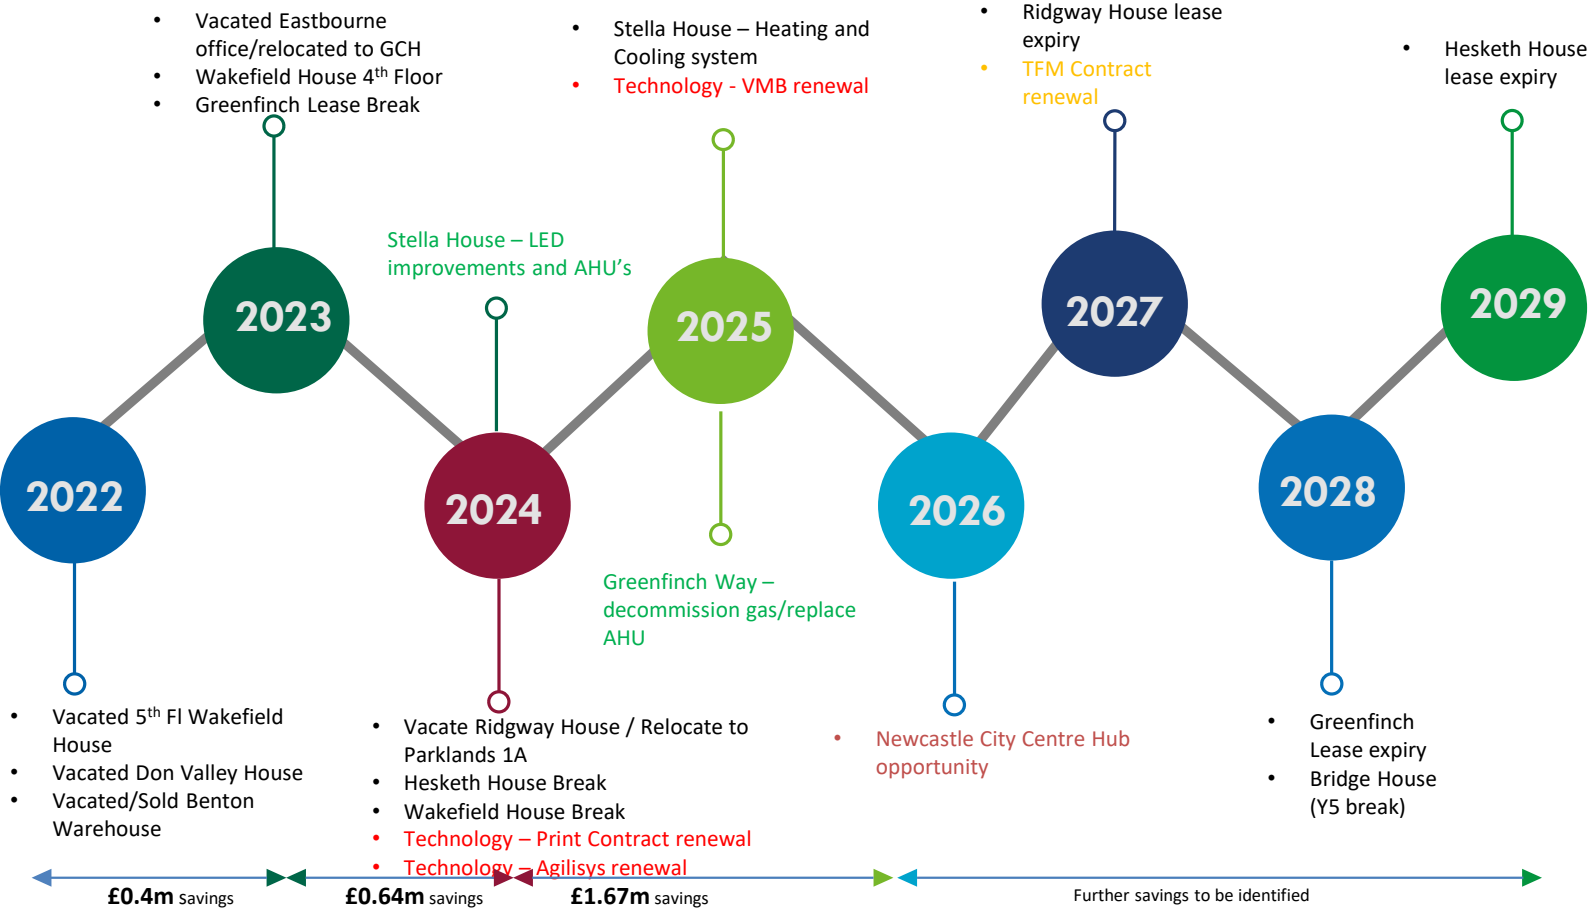 • Vacated Eastbourne
office/relocated to GCH
• Wakefield House 4th Floor
• Greenfinch Lease Break
• Stella House – Heating and
Cooling system
• Technology - VMB renewal
• Ridgway House lease
expiry
• TFM Contract
renewal
• Hesketh House
lease expiry
Stella House – LED
improvements and AHU’s
2023
2025
2027
2029
2022
2024
2026
2028
Greenfinch Way –
decommission gas/replace
AHU
• Vacated 5th Fl Wakefield
House
• Vacated Don Valley House
• Vacated/Sold Benton
Warehouse
• Vacate Ridgway House / Relocate to
Parklands 1A
• Hesketh House Break
• Wakefield House Break
• Technology – Print Contract renewal
• Technology – Agilisys renewal
• Newcastle City Centre Hub
opportunity
• Greenfinch
Lease expiry
• Bridge House
(Y5 break)
£0.4m savings
£0.64m savings
£1.67m savings
Further savings to be identified